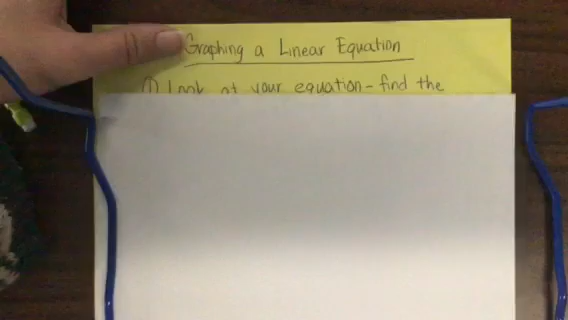 Graphing a Linear Equation
① Look at your equation - find the